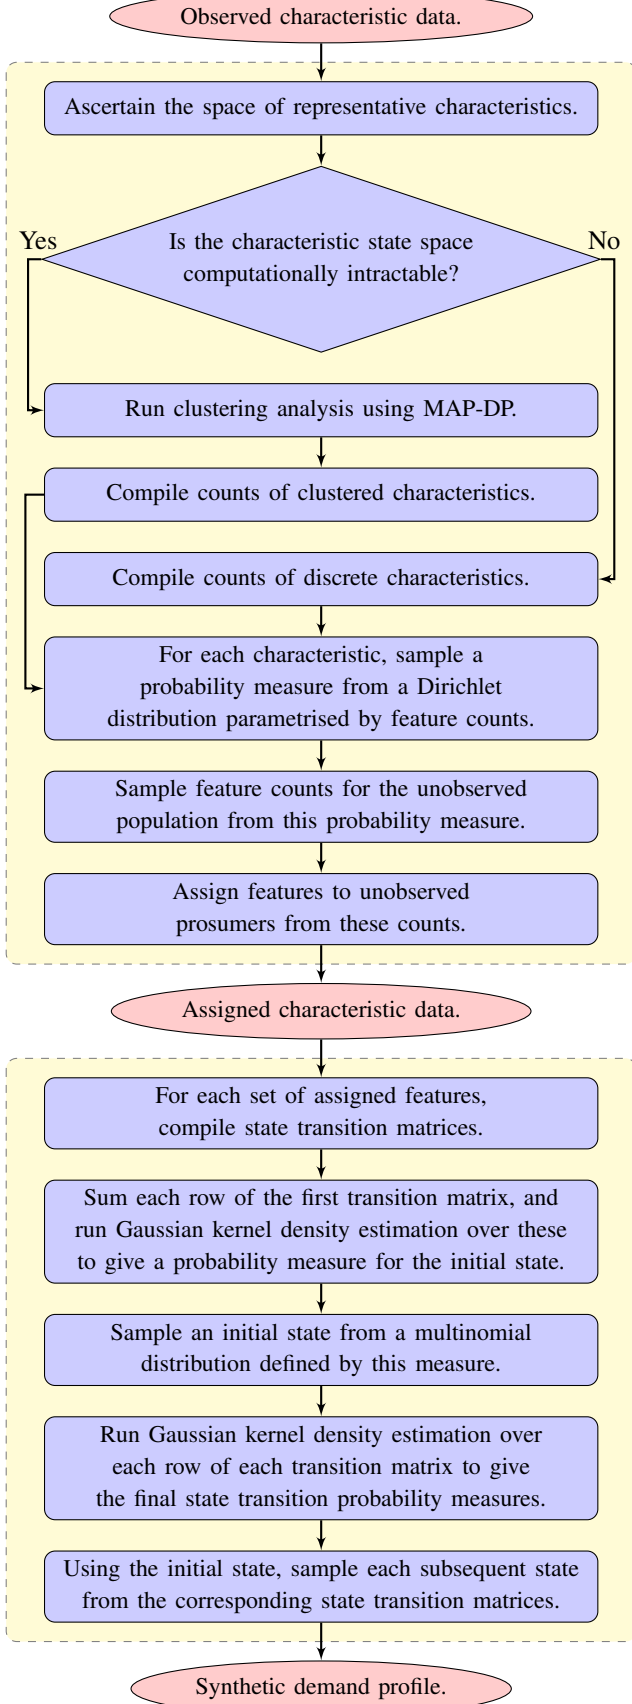 Observed characteristic data.
Ascertain the space of representative characteristics.
Yes
Is the characteristic state space
computationally intractable?
No
Run clustering analysis using MAP-DP.
Compile counts of clustered characteristics.
Compile counts of discrete characteristics.
For each characteristic, sample a
probability measure from a Dirichlet
distribution parametrised by feature counts.
Sample feature counts for the unobserved
population from this probability measure.
Assign features to unobserved
prosumers from these counts.
Assigned characteristic data.
For each set of assigned features,
compile state transition matrices.
Sum each row of the first transition matrix, and
run Gaussian kernel density estimation over these
to give a probability measure for the initial state.
Sample an initial state from a multinomial
distribution defined by this measure.
Run Gaussian kernel density estimation over
each row of each transition matrix to give
the final state transition probability measures.
Using the initial state, sample each subsequent state
from the corresponding state transition matrices.
Synthetic demand profile.